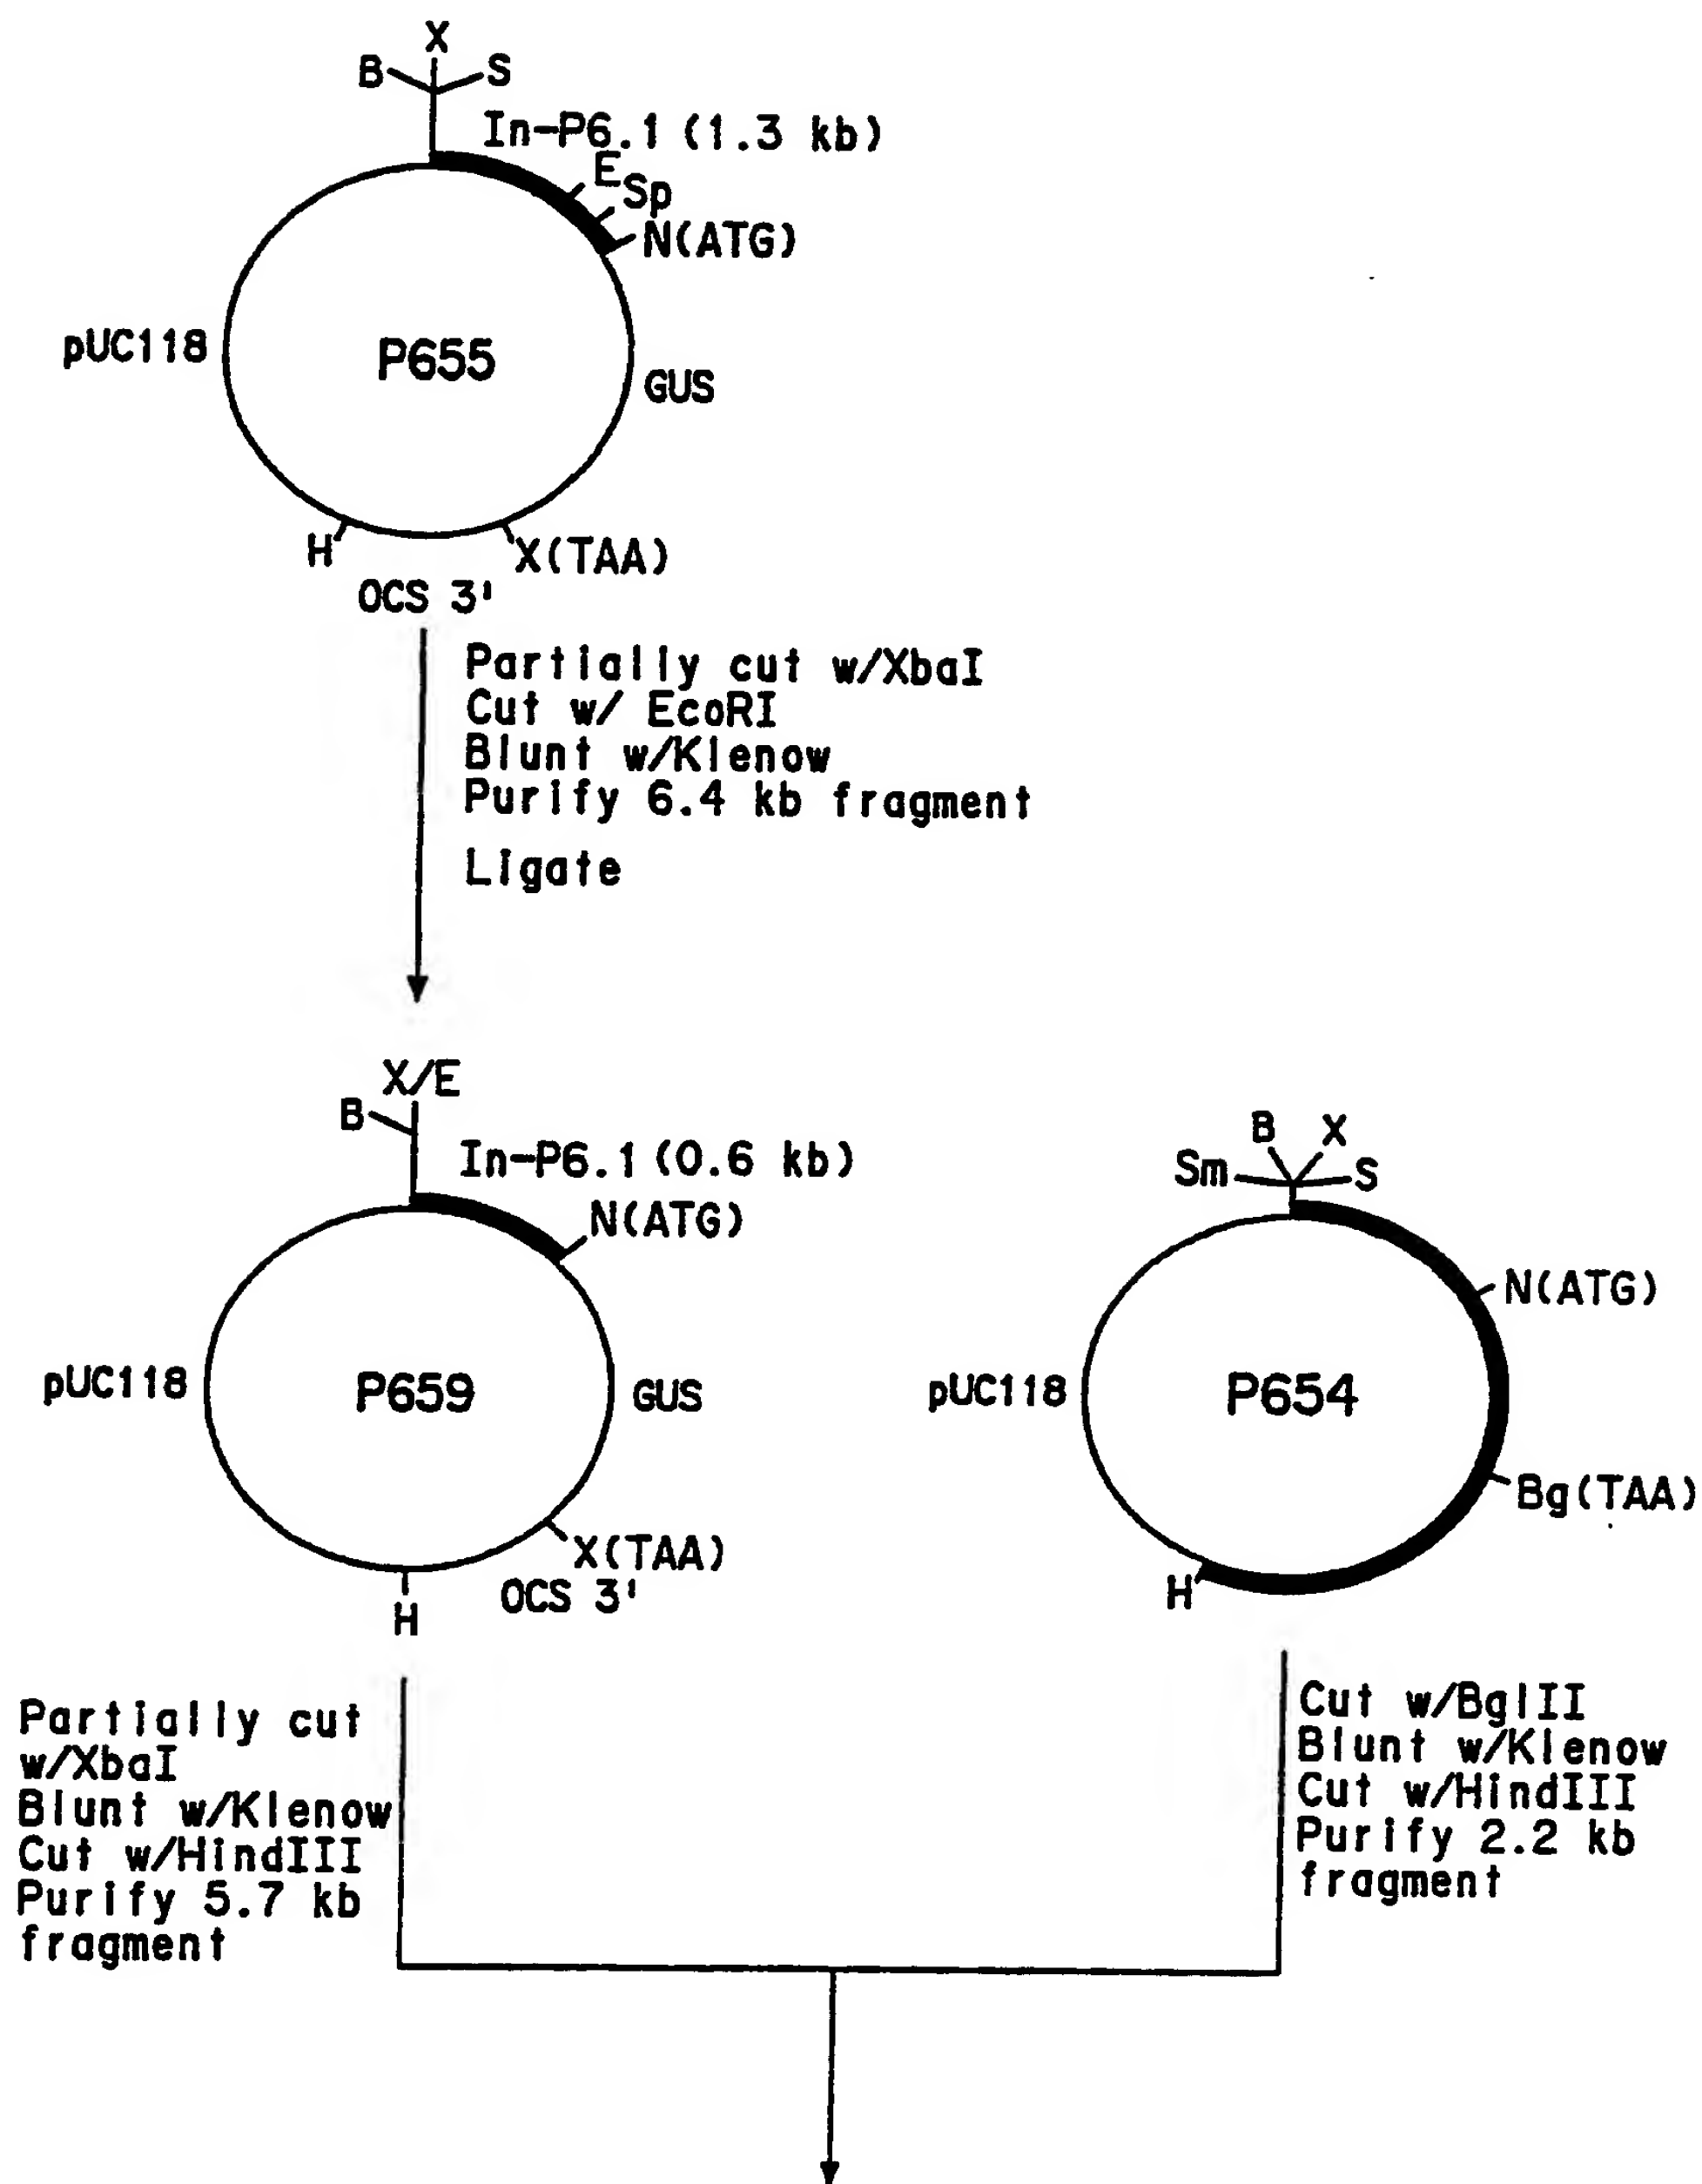 X
B
S
In-P6.1 (1.3 kb)
E
Sp
N(ATG)
pUC118
P655
GUS
H
X(TAA)
OCS 3'
Partially cut w/XbaI
Cut w/ EcoRI
Blunt w/Klenow
Purify 6.4 kb fragment
Ligate
X/E
B
In-P6.1 (0.6 kb)
N(ATG)
pUC118
P659
GUS
X(TAA)
OCS 3'
H
B
X
Sm
S
N(ATG)
pUC118
P654
Bg(TAA)
H
Partially cut
w/XbaI
Blunt w/Klenow
Cut w/HindIII
Purify 5.7 kb
fragment
Cut w/BglII
Blunt w/Klenow
Cut w/HindIII
Purify 2.2 kb
fragment